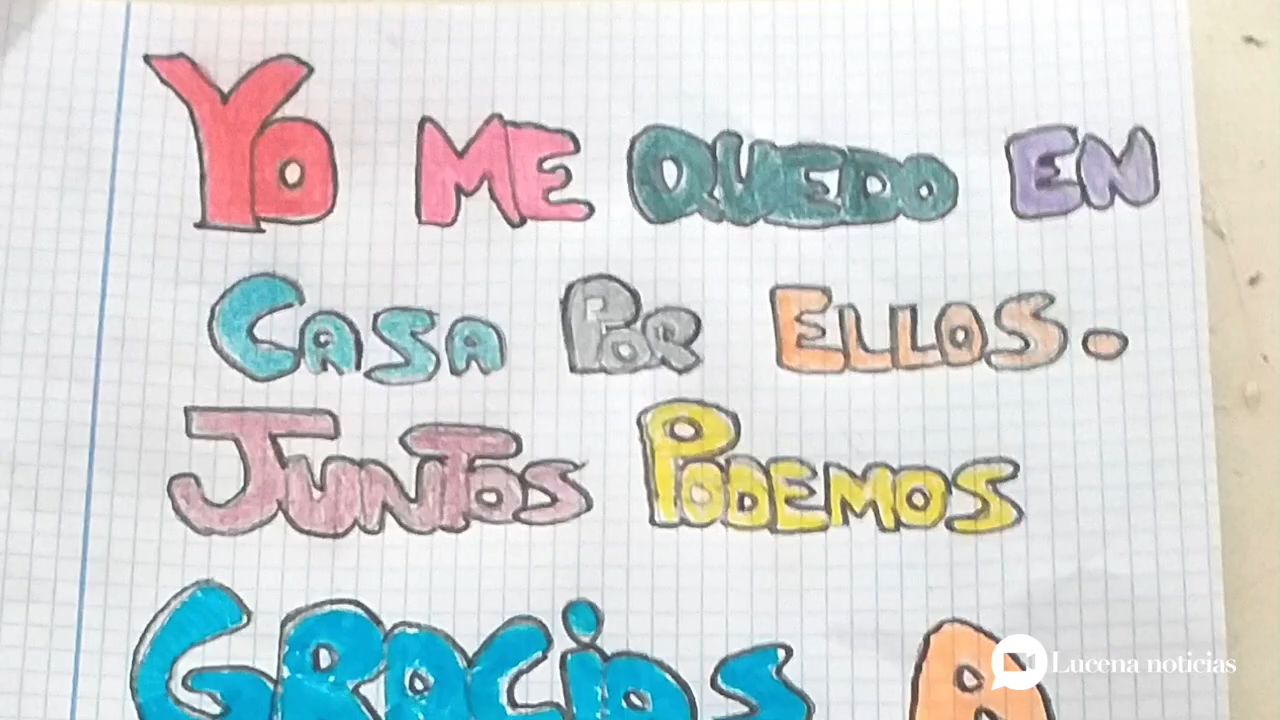 YO ME QUEDO EN
CASA POR ELLOS.
JUNTOS PODEMOS
GRACIAS A
Lucena noticias